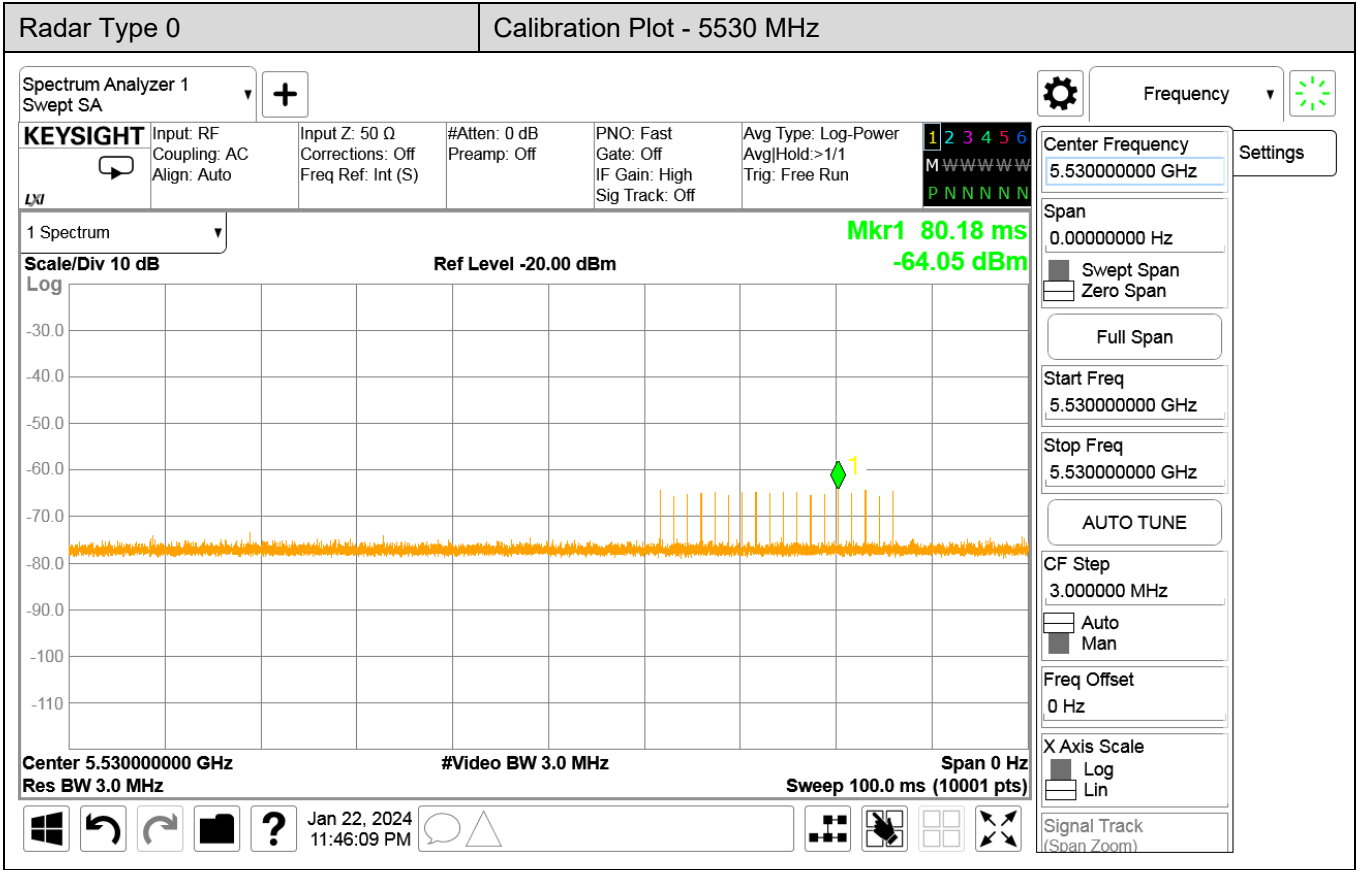 Radar Type 0
Calibration Plot - 5530 MHz
Spectrum Analyzer 1
Swept SA
Frequency
KEYSIGHT
LXI
Input: RF
Coupling: AC
Align: Auto
Input Z: 50 Ω
Corrections: Off
Freq Ref: Int (S)
#Atten: 0 dB
Preamp: Off
PNO: Fast
Gate: Off
IF Gain: High
Sig Track: Off
Avg Type: Log-Power
Avg|Hold:>1/1
Trig: Free Run
1 2 3 4 5 6
M W W W W W
P N N N N N
1 Spectrum
Mkr1 80.18 ms
-64.05 dBm
Scale/Div 10 dB
Ref Level -20.00 dBm
Log
-30.0
-40.0
-50.0
-60.0
-70.0
-80.0
-90.0
-100
-110
1
Center 5.530000000 GHz
#Video BW 3.0 MHz
Span 0 Hz
Res BW 3.0 MHz
Sweep 100.0 ms (10001 pts)
?
Jan 22, 2024
11:46:09 PM
Center Frequency
5.530000000 GHz
Settings
Span
0.00000000 Hz
Swept Span
Zero Span
Full Span
Start Freq
5.530000000 GHz
Stop Freq
5.530000000 GHz
AUTO TUNE
CF Step
3.000000 MHz
Auto
Man
Freq Offset
0 Hz
X Axis Scale
Log
Lin
Signal Track
(Span Zoom)